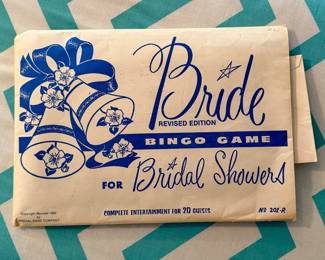 Bride
REVISED EDITION
BINGO GAME
FOR Bridal Showers
COMPLETE ENTERTAINMENT FOR 20 GUESTS
NO 202-R